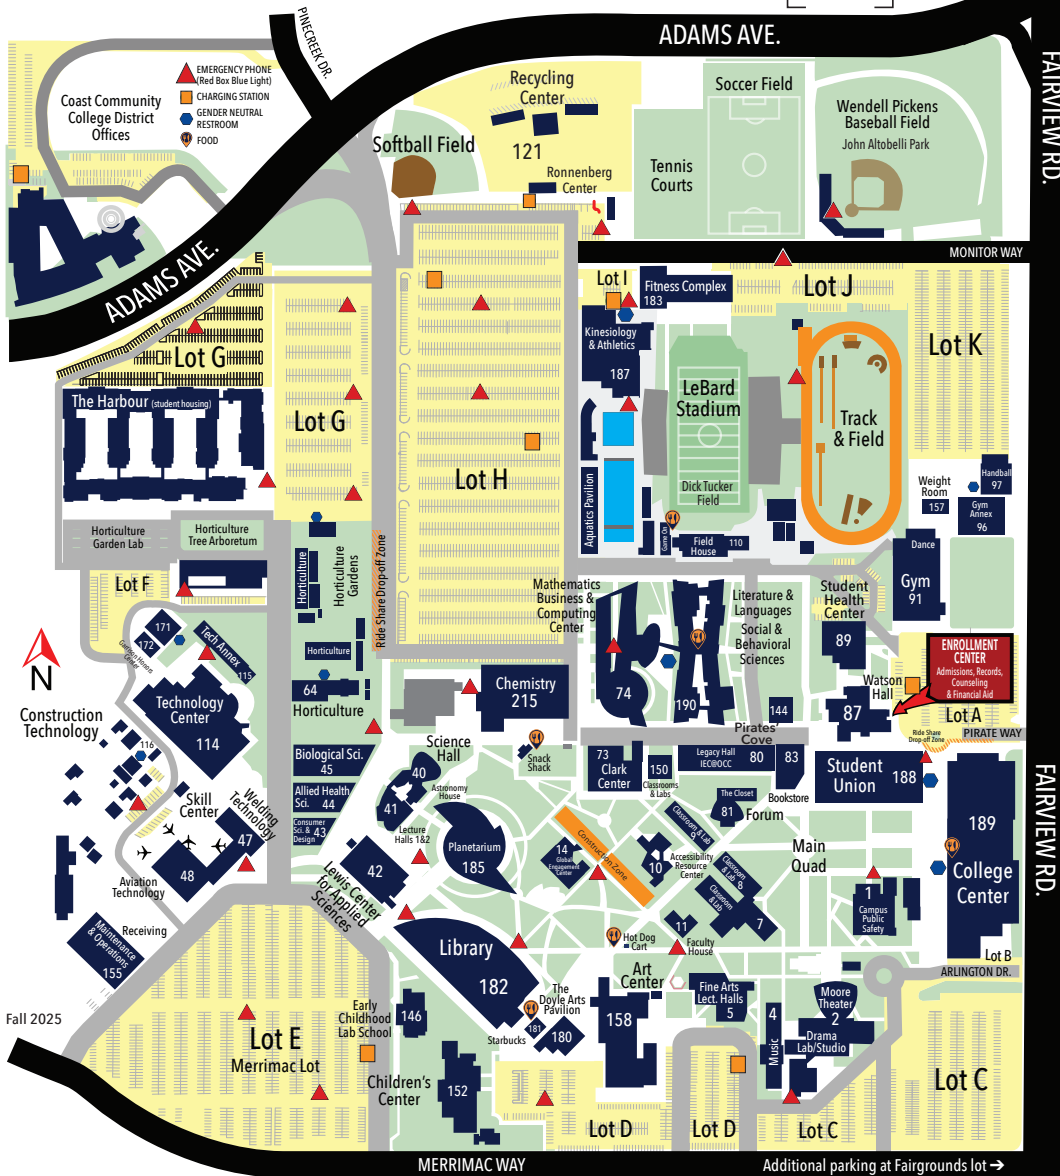 ADAMS AVE.
PINECREEK DR.
FAIRVIEW RD.
EMERGENCY PHONE
(Red Box Blue Light)
CHARGING STATION
GENDER NEUTRAL
RESTROOM
FOOD
Coast Community
College District
Offices
Recycling
Center
121
Softball Field
Ronnenberg
Center
Soccer Field
Tennis
Courts
Wendell Pickens
Baseball Field
John Altobelli Park
MONITOR WAY
ADAMS AVE.
Lot G
Lot G
Lot H
Lot I
Fitness Complex
183
Lot J
Lot K
Kinesiology
& Athletics
187
LeBard
Stadium
Dick Tucker
Field
Track
& Field
The Harbour (student housing)
Aquatics Pavilion
Game On
Field
House
110
Weight
Room
157
Handball
97
Gym
Annex
96
Dance
Gym
91
Horticulture
Garden Lab
Horticulture
Tree Arboretum
Horticulture
Horticulture
Gardens
Ride Share Drop-off Zone
Lot F
Mathematics
Business &
Computing
Center
74
Literature &
Languages
Social &
Behavioral
Sciences
190
144
Student
Health
Center
89
ENROLLMENT
CENTER
Admissions, Records,
Counseling
& Financial Aid
Watson
Hall
87
Lot A
Ride Share
Drop-off Zone
PIRATE WAY
N
171
172
Garrison Honors
Center
Tech Annex
115
Horticulture
64
Horticulture
Chemistry
215
Technology
Center
114
Construction
Technology
116
Biological Sci.
45
Allied Health
Sci.
44
Consumer
Sci. &
Design
43
Science
Hall
40
41
Astronomy
House
Lecture
Halls 1&2
Snack
Shack
73
Clark
Center
150
Classrooms
& Labs
Pirates'
Cove
Legacy Hall
IEC@OCC
80
83
Bookstore
Student
Union
188
FAIRVIEW RD.
Skill
Center
Welding
Technology
47
48
Aviation
Technology
42
Lewis Center
for Applied
Sciences
Planetarium
185
Construction Zone
14
Global
Engagement
Center
10
Accessibility
Resource
Center
The Closet
81
Forum
Classroom & Lab
9
Classroom
& Lab
8
Classroom
& Lab
7
Main
Quad
189
College
Center
1
Campus
Public
Safety
11
Faculty
House
Hot Dog
Cart
Receiving
Maintenance
& Operations
155
Library
182
Art
Center
Fine Arts
Lect. Halls
5
4
Music
Moore
Theater
2
Drama
Lab/Studio
Lot B
ARLINGTON DR.
Fall 2025
Lot E
Merrimac Lot
Early
Childhood
Lab School
146
The
Doyle Arts
Pavilion
181
180
Starbucks
158
Children's
Center
152
Lot D
Lot D
Lot C
Lot C
MERRIMAC WAY
Additional parking at Fairgrounds lot ➔